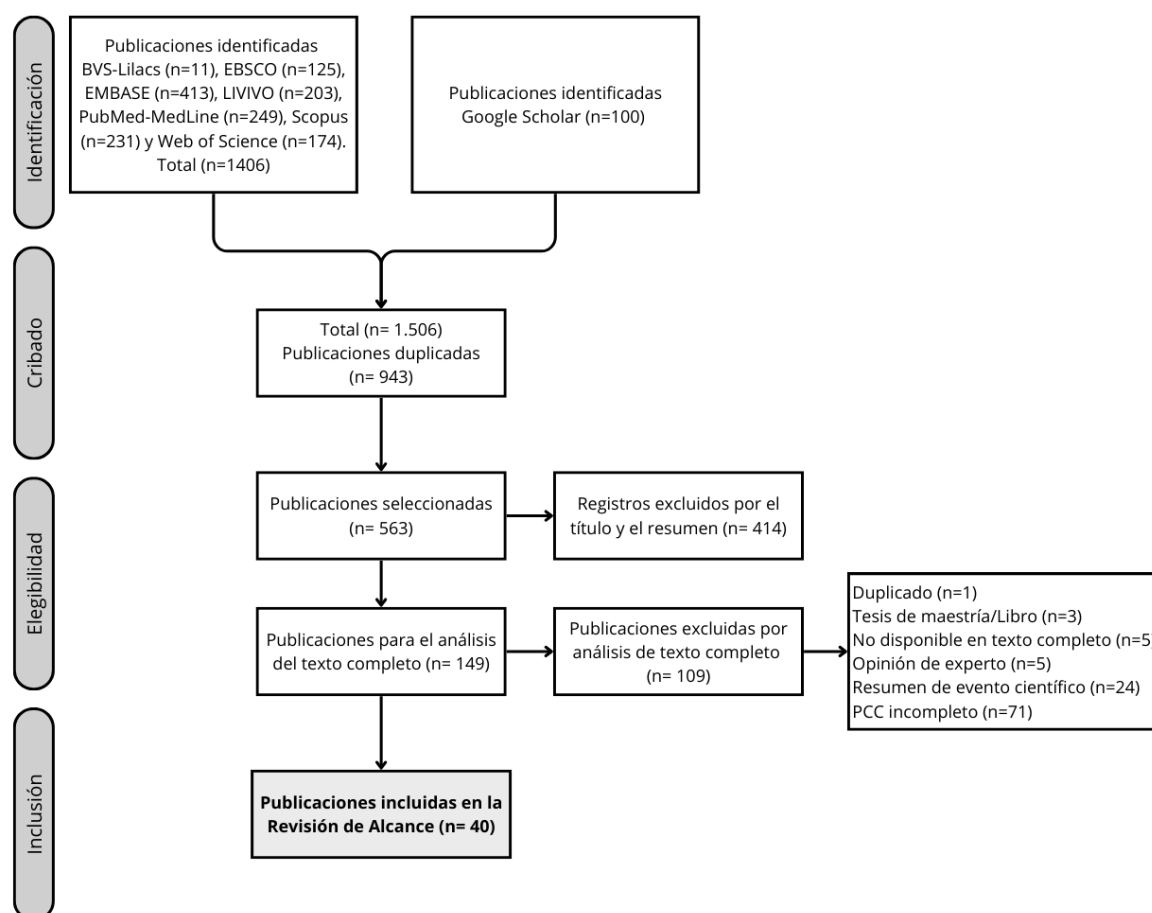 Identificación
Publicaciones identificadas
BVS-Lilacs (n=11), EBSCO (n=125),
EMBASE (n=413), LIVIVO (n=203),
PubMed-MedLine (n=249), Scopus
(n=231) y Web of Science (n=174).
Total (n=1406)
Publicaciones identificadas
Google Scholar (n=100)
Cribado
Total (n= 1.506)
Publicaciones duplicadas
(n= 943)
Elegibilidad
Publicaciones seleccionadas
(n= 563)
Registros excluidos por el
título y el resumen (n= 414)
Publicaciones para el análisis
del texto completo (n= 149)
Publicaciones excluidas por
análisis de texto completo
(n= 109)
Duplicado (n=1)
Tesis de maestría/Libro (n=3)
No disponible en texto completo (n=5)
Opinión de experto (n=5)
Resumen de evento científico (n=24)
PCC incompleto (n=71)
Inclusión
Publicaciones incluidas en la
Revisión de Alcance (n= 40)